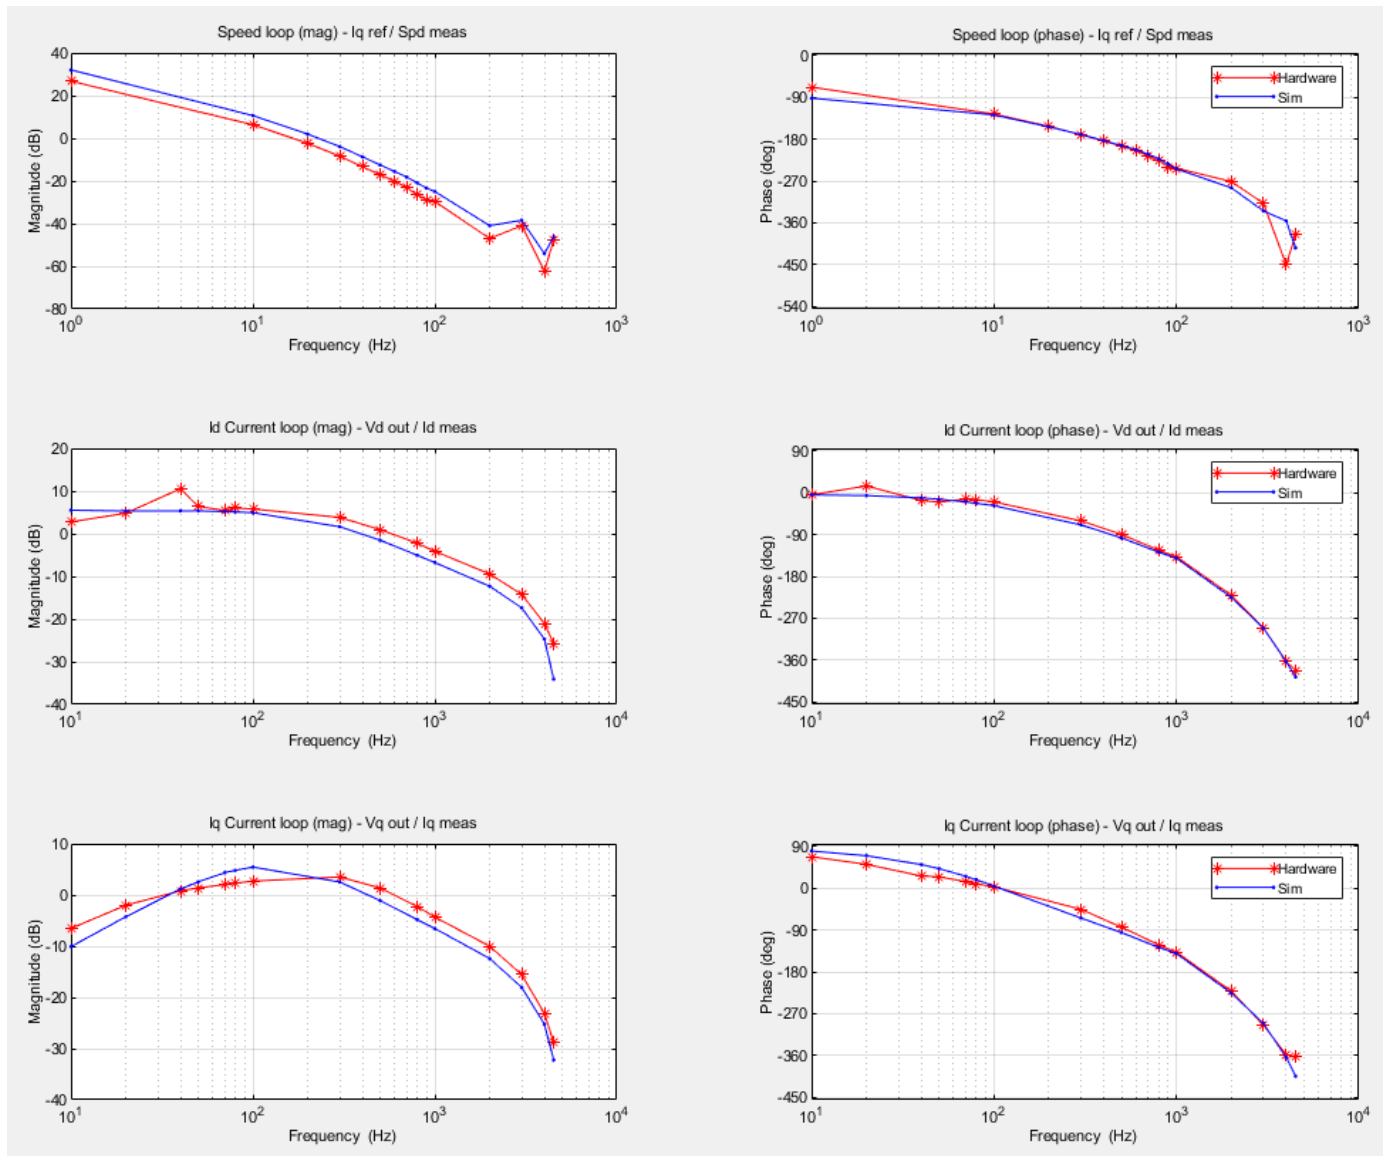 Speed loop (mag) - Iq ref / Spd meas
40
20
0
-20
-40
-60
-80
Magnitude (dB)
10^0
10^1
10^2
10^3
Frequency (Hz)
Speed loop (phase) - Iq ref / Spd meas
0
-90
-180
-270
-360
-450
-540
Phase (deg)
Hardware
Sim
10^0
10^1
10^2
10^3
Frequency (Hz)
Id Current loop (mag) - Vd out / Id meas
20
10
0
-10
-20
-30
-40
Magnitude (dB)
10^1
10^2
10^3
10^4
Frequency (Hz)
Id Current loop (phase) - Vd out / Id meas
90
0
-90
-180
-270
-360
-450
Phase (deg)
Hardware
Sim
10^1
10^2
10^3
10^4
Frequency (Hz)
Iq Current loop (mag) - Vq out / Iq meas
10
0
-10
-20
-30
-40
Magnitude (dB)
10^1
10^2
10^3
10^4
Frequency (Hz)
Iq Current loop (phase) - Vq out / Iq meas
90
0
-90
-180
-270
-360
-450
Phase (deg)
Hardware
Sim
10^1
10^2
10^3
10^4
Frequency (Hz)